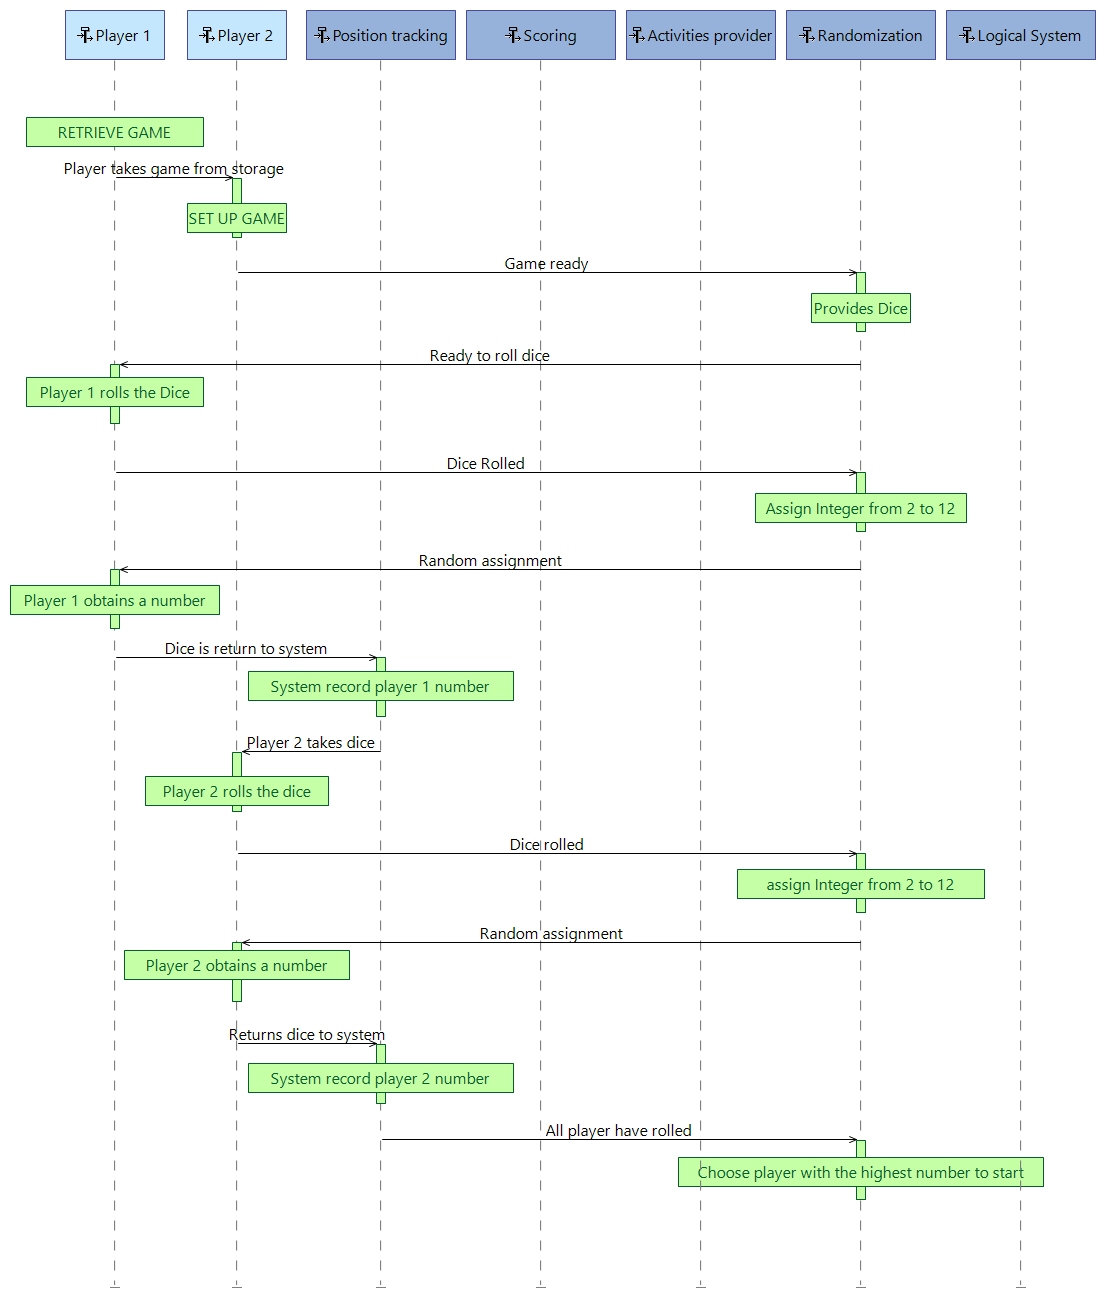 Player 1
Player 2
Position tracking
Scoring
Activities provider
Randomization
Logical System
RETRIEVE GAME
Player takes game from storage
SET UP GAME
Game ready
Provides Dice
Ready to roll dice
Player 1 rolls the Dice
Dice Rolled
Assign Integer from 2 to 12
Random assignment
Player 1 obtains a number
Dice is return to system
System record player 1 number
Player 2 takes dice
Player 2 rolls the dice
Dice rolled
assign Integer from 2 to 12
Random assignment
Player 2 obtains a number
Returns dice to system
System record player 2 number
All player have rolled
Choose player with the highest number to start